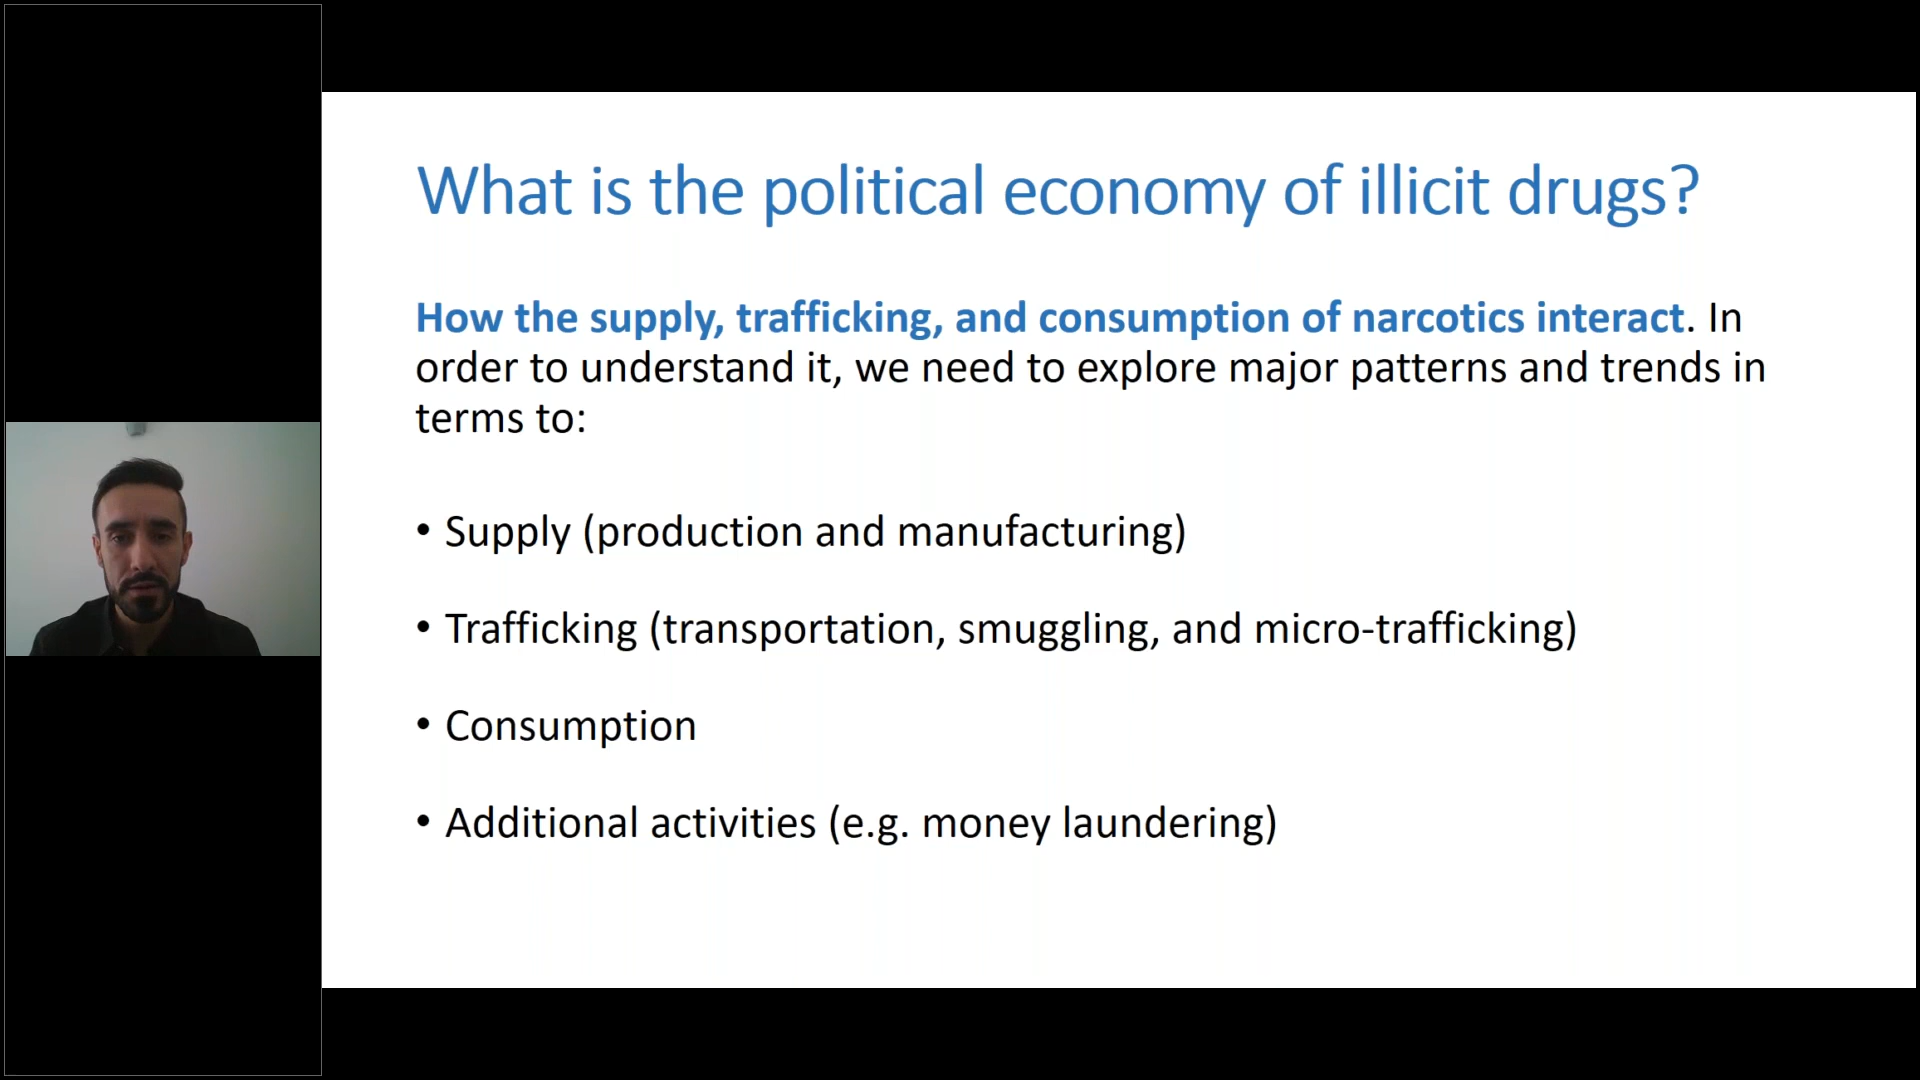 What is the political economy of illicit drugs?
How the supply, trafficking, and consumption of narcotics interact. In
order to understand it, we need to explore major patterns and trends in
terms to:
• Supply (production and manufacturing)
• Trafficking (transportation, smuggling, and micro-trafficking)
• Consumption
• Additional activities (e.g. money laundering)